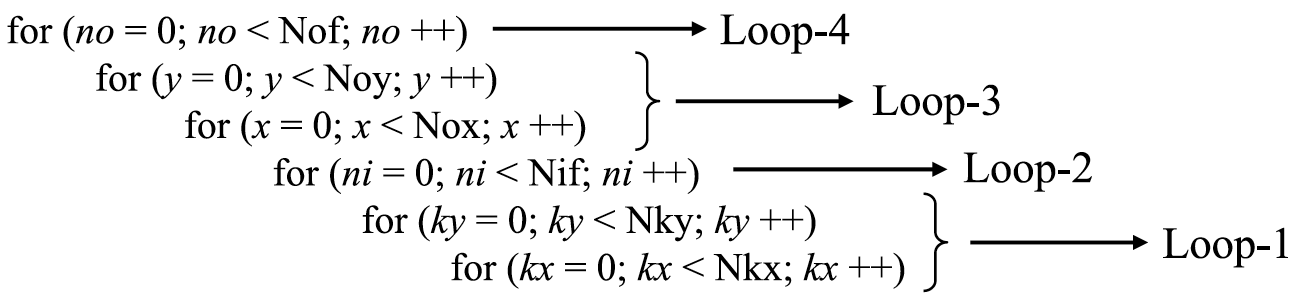 for (no = 0; no < Nof; no ++) Loop-4
for (y = 0; y < Noy; y ++)
Loop-3
for (x = 0; x < Nox; x ++)
for (ni = 0; ni < Nif; ni ++) Loop-2
for (ky = 0; ky < Nky; ky ++)
Loop-1
for (kx = 0; kx < Nkx; kx ++)